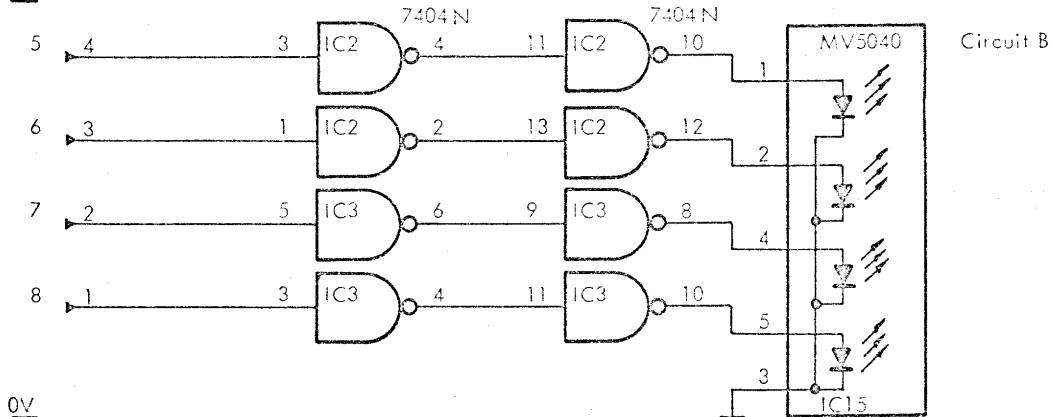 7404N 7404N
5 4 3 IC2 4 11 IC2 10 1 MV5040 Circuit B
6 3 1 IC2 2 13 IC2 12 2
7 2 5 IC3 6 9 IC3 8 4
8 1 3 IC3 4 11 IC3 10 5
3
0V IC15